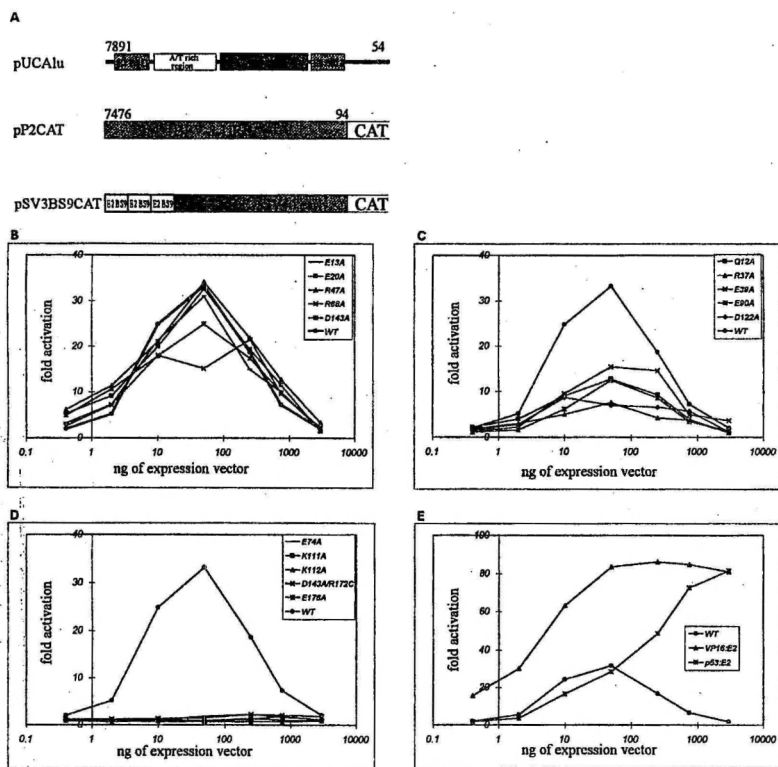 A
7891
54
pUCAlu
A/T rich
region
7476
94
pP2CAT
CAT
pSV3BS9CAT
E2BS9 E2BS9 E2BS9
CAT
B
fold activation
40
30
20
10
0
0.1 1 10 100 1000 10000
ng of expression vector
E13A
E20A
R47A
R68A
D143A
WT
C
fold activation
40
30
20
10
0
0.1 1 10 100 1000 10000
ng of expression vector
Q12A
R37A
E39A
E90A
D122A
WT
D
fold activation
40
30
20
10
0
0.1 1 10 100 1000 10000
ng of expression vector
E74A
K111A
K112A
D143A/R172C
E176A
WT
E
fold activation
100
80
60
40
20
0
0.1 1 10 100 1000 10000
ng of expression vector
WT
VP16:E2
p53:E2